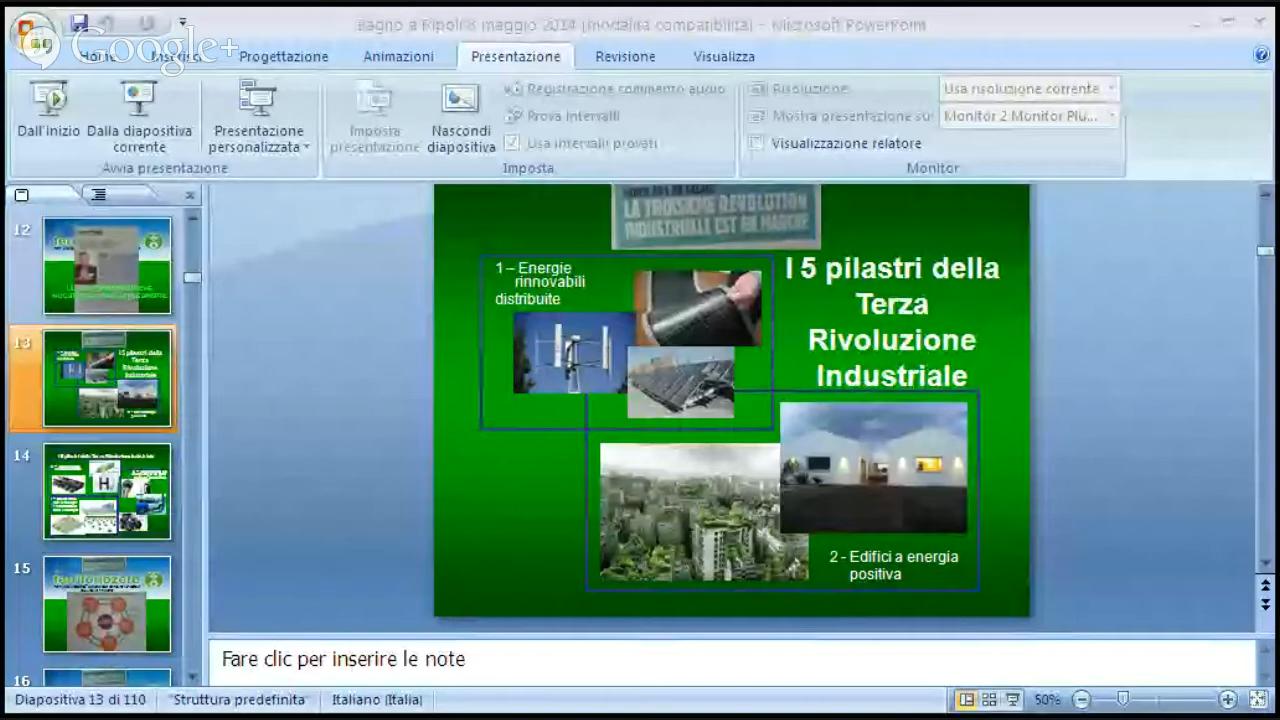 Bagno a Ripoli 8 maggio 2014 [modalità compatibilità] - Microsoft PowerPoint
Google+
Home
Inserisci
Progettazione
Animazioni
Presentazione
Revisione
Visualizza
Dall'inizio
Dalla diapositiva
corrente
Presentazione
personalizzata
Imposta
presentazione
Nascondi
diapositiva
Registrazione commento audio
Prova intervalli
Usa intervalli provati
Risoluzione:
Usa risoluzione corrente
Mostra presentazione su:
Monitor 2 Monitor Plu...
Visualizzazione relatore
Avvia presentazione
Imposta
Monitor
12
13
14
15
16
LA TROISIÈME RÉVOLUTION
INDUSTRIELLE EST EN MARCHE
1 – Energie
rinnovabili
distribuite
I 5 pilastri della
Terza
Rivoluzione
Industriale
2 - Edifici a energia
positiva
Fare clic per inserire le note
Diapositiva 13 di 110
"Struttura predefinita"
Italiano (Italia)
50%